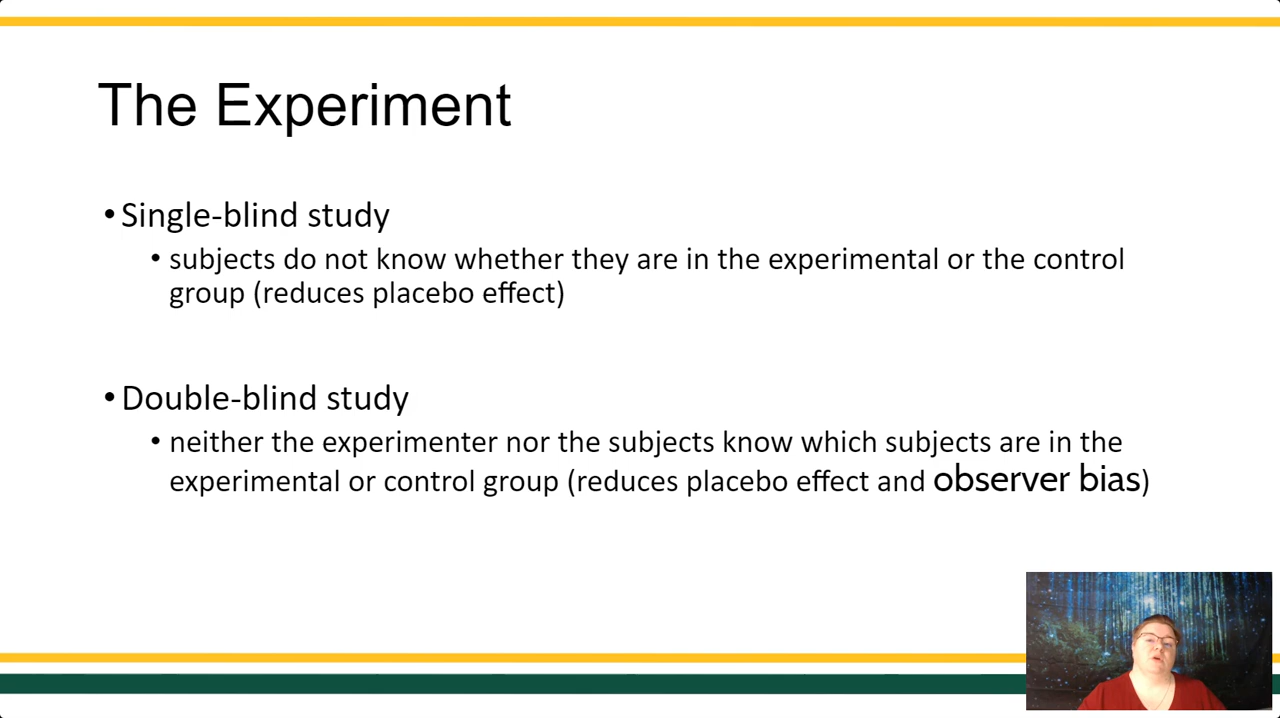 The Experiment
•Single-blind study
• subjects do not know whether they are in the experimental or the control
group (reduces placebo effect)
•Double-blind study
• neither the experimenter nor the subjects know which subjects are in the
experimental or control group (reduces placebo effect and observer bias)